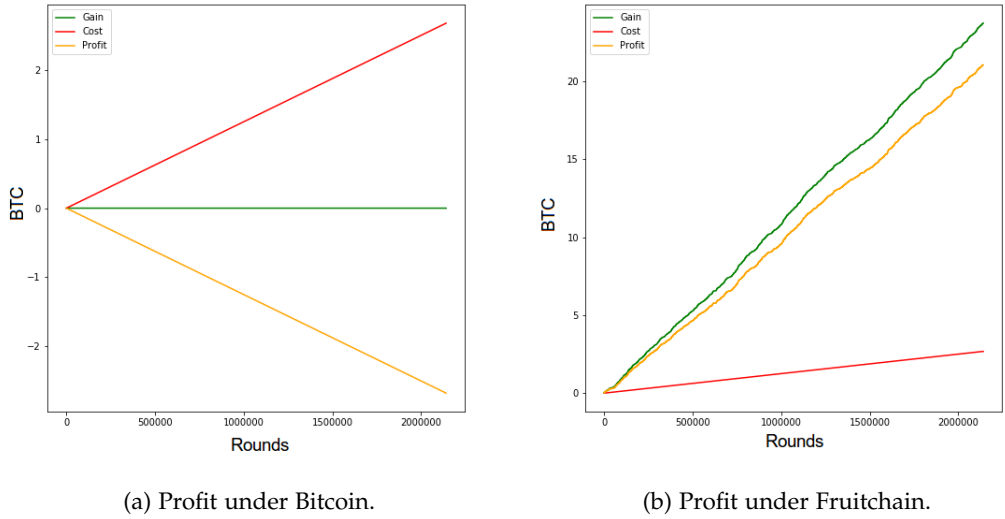 Gain
Cost
Profit
2
1
0
−1
−2
BTC
0
500000
1000000
1500000
2000000
Rounds
(a) Profit under Bitcoin.
Gain
Cost
Profit
20
15
10
5
0
BTC
0
500000
1000000
1500000
2000000
Rounds
(b) Profit under Fruitchain.